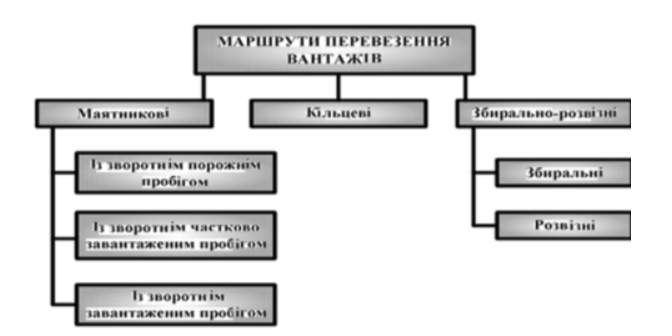 МАРШРУТИ ПЕРЕВЕЗЕННЯ
ВАНТАЖІВ
Маятникові
Кільцеві
Збирально-розвізні
Із зворотнім порожнім
пробігом
Із зворотнім частково
завантаженим пробігом
Із зворотнім
завантаженим пробігом
Збиральні
Розвізні